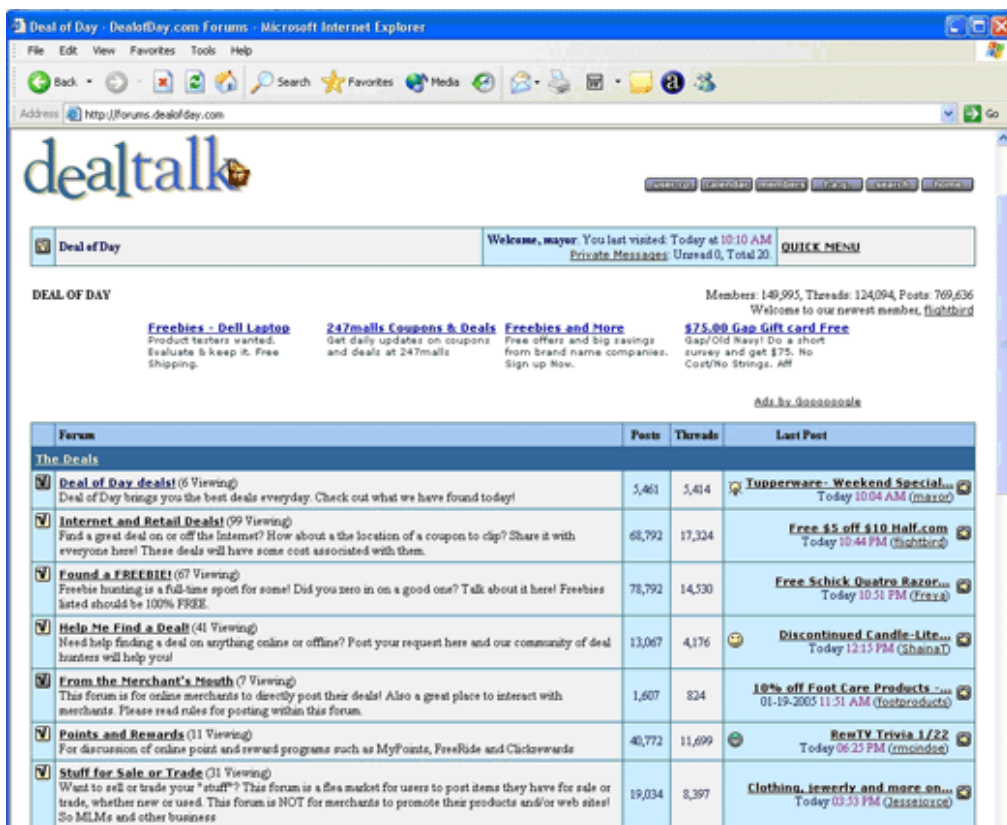 Deal of Day - DealofDay.com Forums - Microsoft Internet Explorer
File Edit View Favorites Tools Help
Back Search Favorites Media
Address http://forums.dealofday.com Go
dealtalk
user cp calendar members faq search home
Deal of Day
Welcome, mayor. You last visited: Today at 10:10 AM
Private Messages: Unread 0, Total 20.
QUICK MENU
DEAL OF DAY
Members: 149,995, Threads: 124,094, Posts: 769,636
Welcome to our newest member, flightbird
Freebies - Dell Laptop
Product testers wanted.
Evaluate & keep it. Free
Shipping.
247malls Coupons & Deals
Get daily updates on coupons
and deals at 247malls
Freebies and More
Free offers and big savings
from brand name companies.
Sign up Now.
$75.00 Gap Gift card Free
Gap/Old Navy! Do a short
survey and get $75. No
Cost/No Strings. Aff
Ads by Goooooogle
Forum Posts Threads Last Post
The Deals
Deal of Day deals! (6 Viewing)
Deal of Day brings you the best deals everyday. Check out what we have found today!
5,461 5,414
Tupperware- Weekend Special...
Today 10:04 AM (mayor)
Internet and Retail Deals! (99 Viewing)
Find a great deal on or off the Internet? How about a the location of a coupon to clip? Share it with
everyone here! These deals will have some cost associated with them.
68,792 17,324
Free $5 off $10 Half.com
Today 10:44 PM (flightbird)
Found a FREEBIE! (67 Viewing)
Freebie hunting is a full-time sport for some! Did you zero in on a good one? Talk about it here! Freebies
listed should be 100% FREE.
78,792 14,530
Free Schick Quatro Razor...
Today 10:51 PM (Freya)
Help Me Find a Deal! (41 Viewing)
Need help finding a deal on anything online or offline? Post your request here and our community of deal
hunters will help you!
13,067 4,176
Discontinued Candle-Lite...
Today 12:15 PM (ShainaT)
From the Merchant's Mouth (7 Viewing)
This forum is for online merchants to directly post their deals! Also a great place to interact with
merchants. Please read rules for posting within this forum.
1,607 824
10% off Foot Care Products -...
01-19-2005 11:51 AM (footproducts)
Points and Rewards (11 Viewing)
For discussion of online point and reward programs such as MyPoints, FreeRide and Clickrewards
40,772 11,699
RewTV Trivia 1/22
Today 06:25 PM (rmcindoe)
Stuff for Sale or Trade (31 Viewing)
Want to sell or trade your "stuff"? This forum is a flea market for users to post items they have for sale or
trade, whether new or used. This forum is NOT for merchants to promote their products and/or web sites!
So MLMs and other business
19,034 8,397
Clothing, jewerly and more on...
Today 03:53 PM